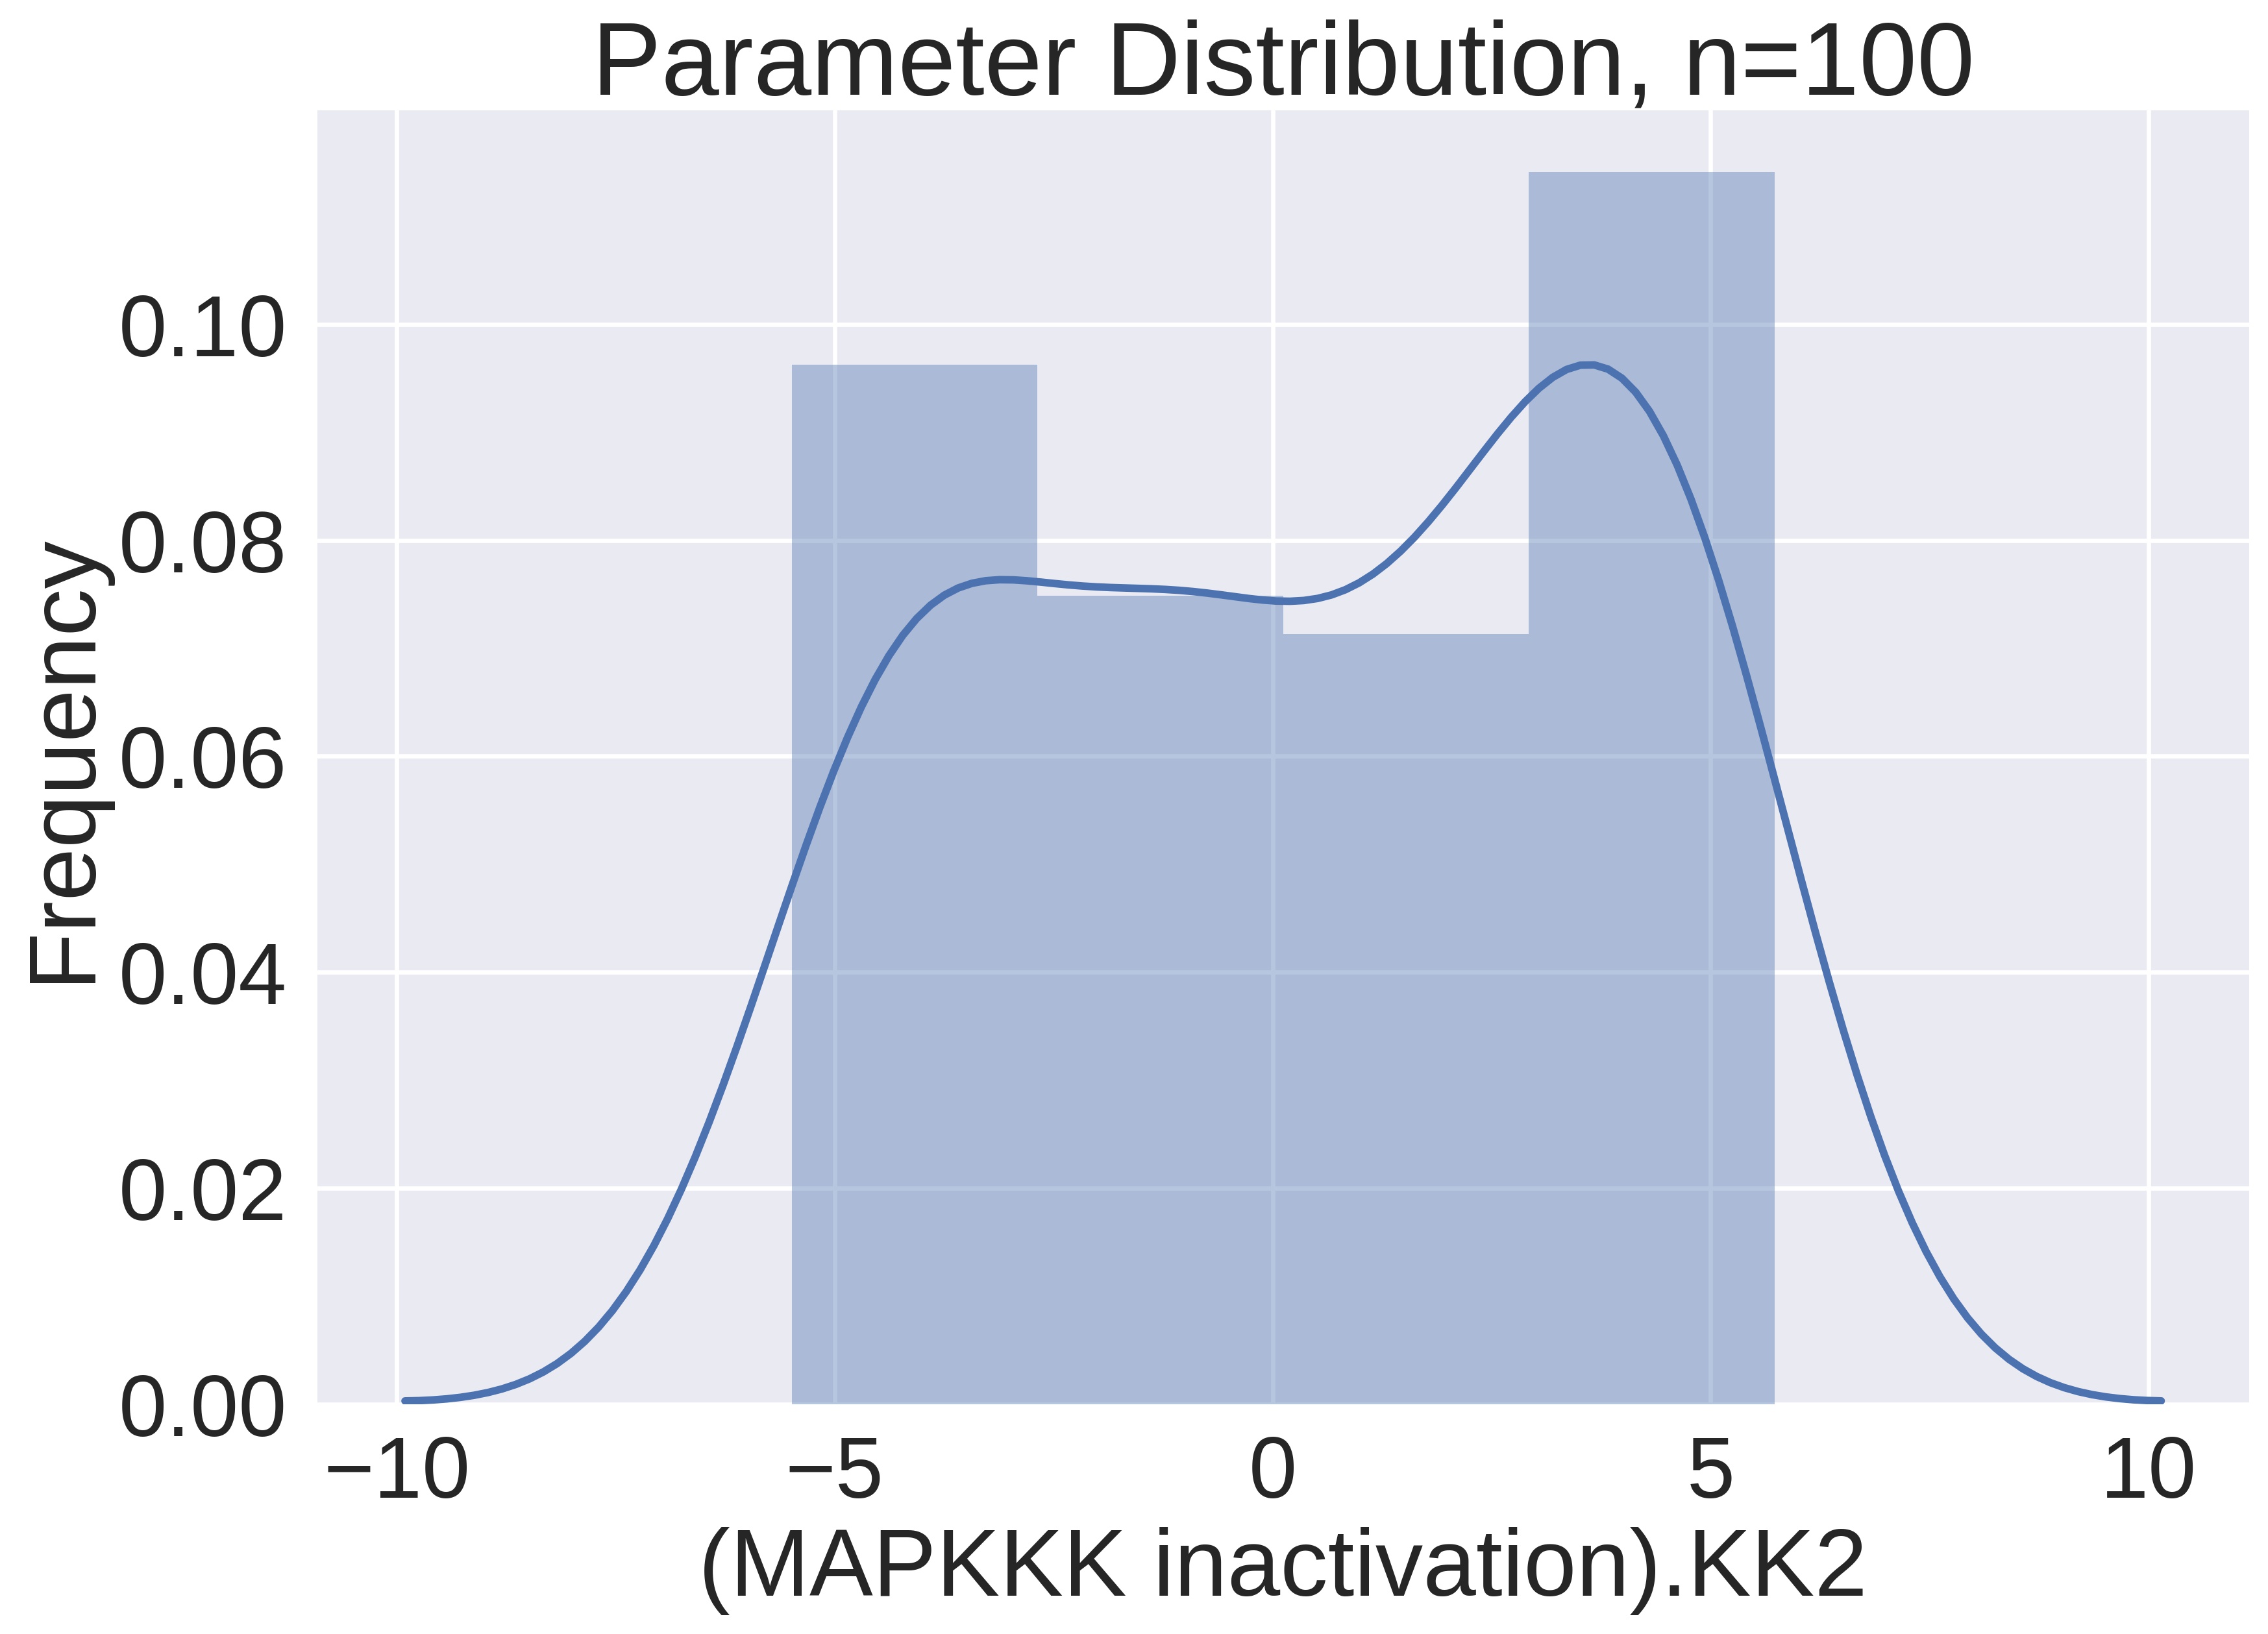 Parameter Distribution, n=100
Frequency
0.10
0.08
0.06
0.04
0.02
0.00
−10 −5 0 5 10
(MAPKKK inactivation).KK2